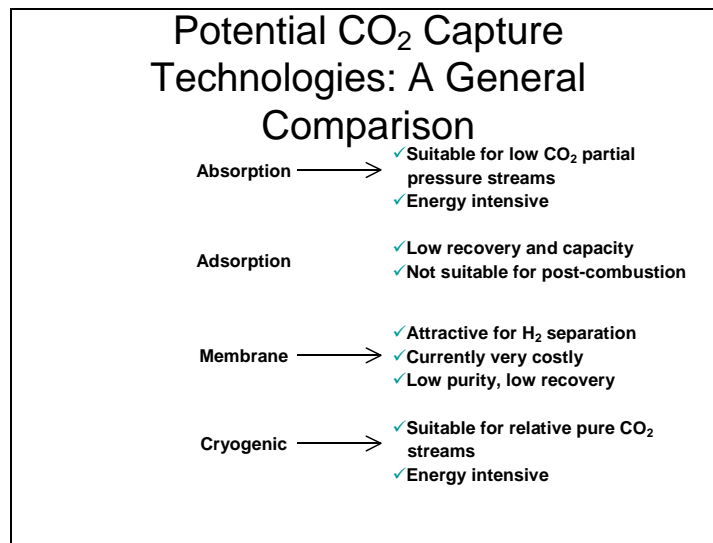 Potential CO₂ Capture
Technologies: A General
Comparison
Absorption
✓Suitable for low CO₂ partial
pressure streams
✓Energy intensive
Adsorption
✓Low recovery and capacity
✓Not suitable for post-combustion
Membrane
✓Attractive for H₂ separation
✓Currently very costly
✓Low purity, low recovery
Cryogenic
✓Suitable for relative pure CO₂
streams
✓Energy intensive